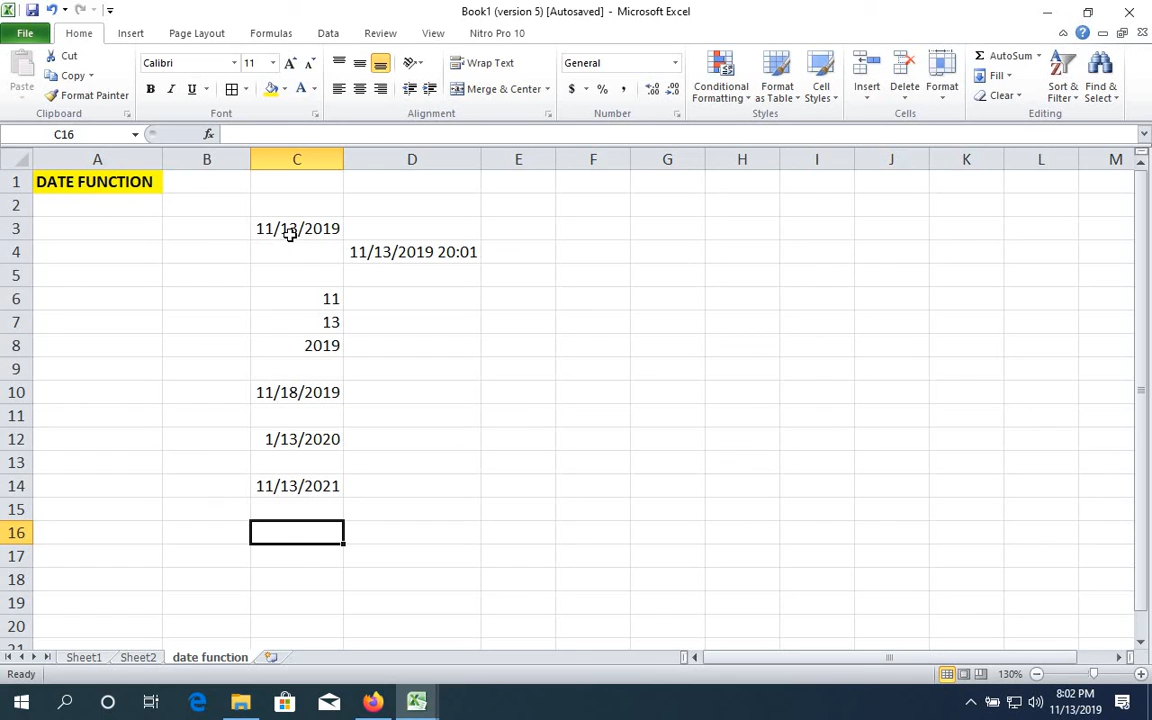 Book1 (version 5) [Autosaved] - Microsoft Excel
File Home Insert Page Layout Formulas Data Review View Nitro Pro 10
Cut
Copy
Format Painter
Paste
Clipboard
Calibri 11
B I U
Font
Wrap Text
Merge & Center
Alignment
General
$ % ,
Number
Conditional Formatting
Format as Table
Cell Styles
Styles
Insert Delete Format
Cells
AutoSum
Fill
Clear
Sort & Filter
Find & Select
Editing
C16 fx
A B C D E F G H I J K L M
1 DATE FUNCTION
2
3 11/13/2019
4 11/13/2019 20:01
5
6 11
7 13
8 2019
9
10 11/18/2019
11
12 1/13/2020
13
14 11/13/2021
15
16
17
18
19
20
21
Sheet1 Sheet2 date function
Ready 130%
8:02 PM
11/13/2019